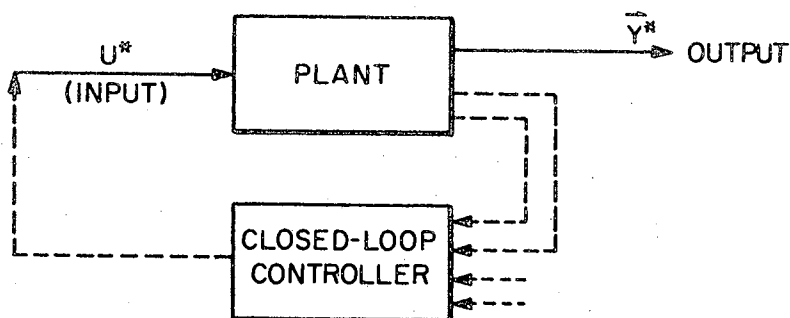 U*
(INPUT)
PLANT
Y*
OUTPUT
CLOSED-LOOP
CONTROLLER